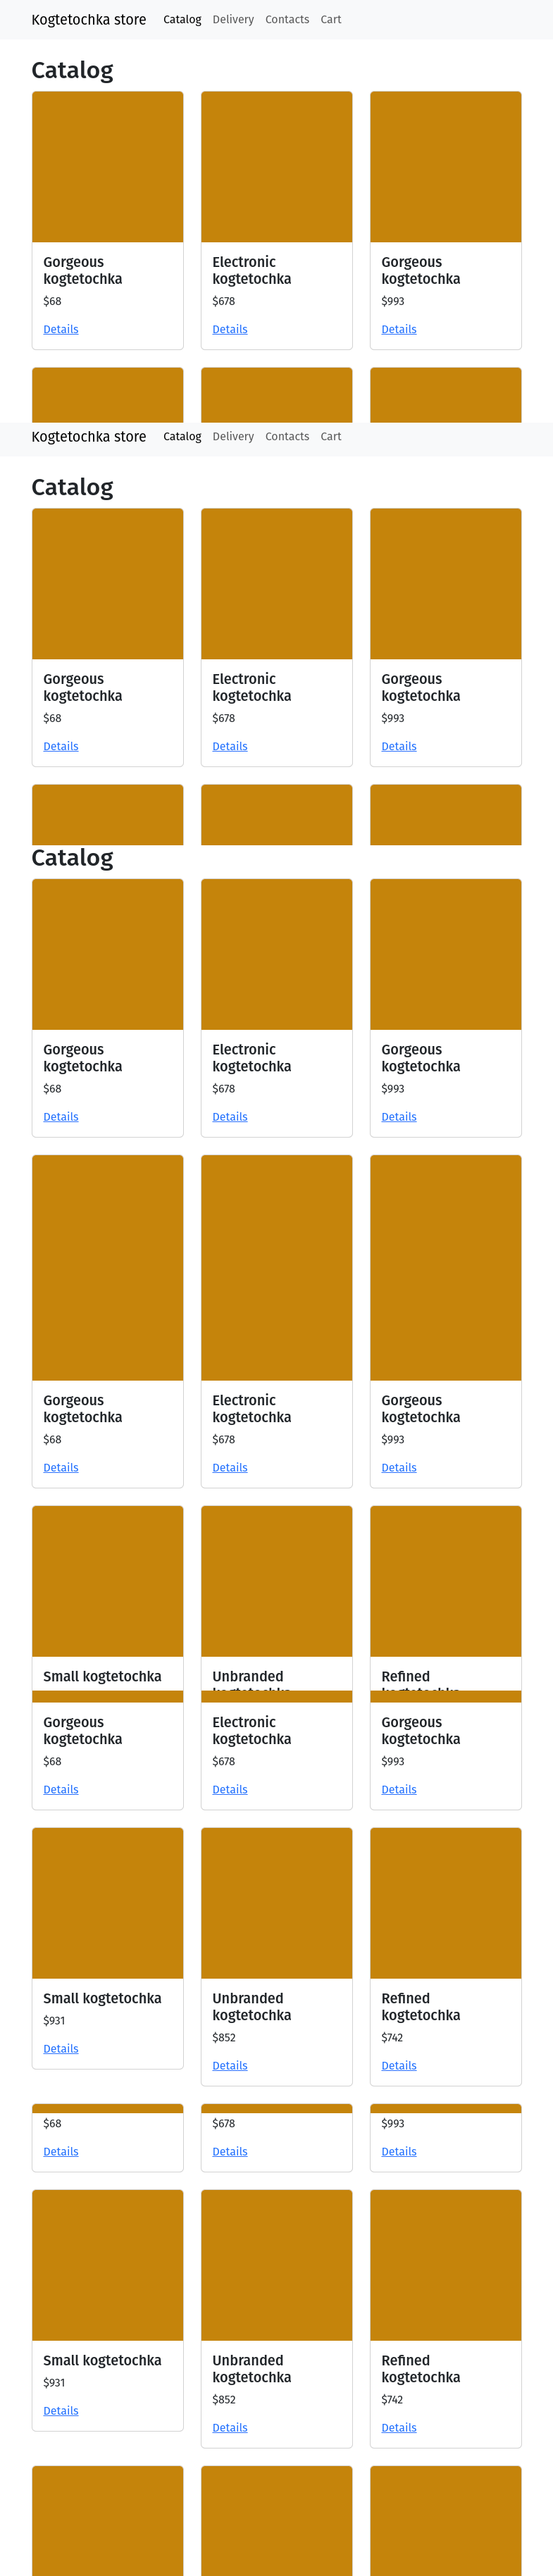 Kogtetochka store Catalog Delivery Contacts Cart
Catalog
Gorgeous kogtetochka
$68
Details
Electronic kogtetochka
$678
Details
Gorgeous kogtetochka
$993
Details
Kogtetochka store Catalog Delivery Contacts Cart
Catalog
Gorgeous kogtetochka
$68
Details
Electronic kogtetochka
$678
Details
Gorgeous kogtetochka
$993
Details
Catalog
Gorgeous kogtetochka
$68
Details
Electronic kogtetochka
$678
Details
Gorgeous kogtetochka
$993
Details
Gorgeous kogtetochka
$68
Details
Electronic kogtetochka
$678
Details
Gorgeous kogtetochka
$993
Details
Small kogtetochka
Unbranded
Refined
Gorgeous kogtetochka
$68
Details
Electronic kogtetochka
$678
Details
Gorgeous kogtetochka
$993
Details
Small kogtetochka
$931
Details
Unbranded kogtetochka
$852
Details
Refined kogtetochka
$742
Details
$68
Details
$678
Details
$993
Details
Small kogtetochka
$931
Details
Unbranded kogtetochka
$852
Details
Refined kogtetochka
$742
Details